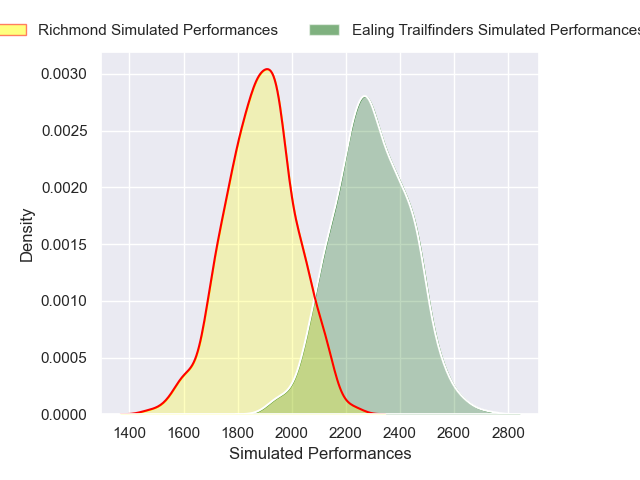 Richmond Simulated Performances
Ealing Trailfinders Simulated Performances
0.0030
0.0025
0.0020
0.0015
0.0010
0.0005
0.0000
Density
1400 1600 1800 2000 2200 2400 2600 2800
Simulated Performances